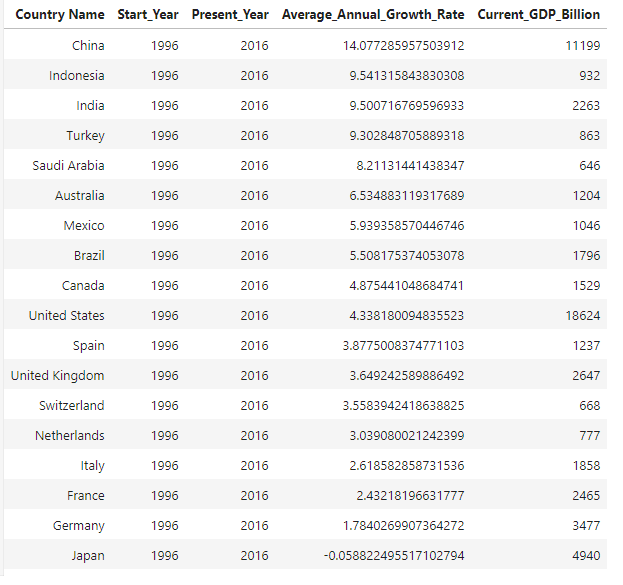 Country Name Start_Year Present_Year Average_Annual_Growth_Rate Current_GDP_Billion
China 1996 2016 14.077285957503912 11199
Indonesia 1996 2016 9.541315843830308 932
India 1996 2016 9.500716769596933 2263
Turkey 1996 2016 9.302848705889318 863
Saudi Arabia 1996 2016 8.21131441438347 646
Australia 1996 2016 6.534883119317689 1204
Mexico 1996 2016 5.939358570446746 1046
Brazil 1996 2016 5.508175374053078 1796
Canada 1996 2016 4.875441048684741 1529
United States 1996 2016 4.338180094835523 18624
Spain 1996 2016 3.8775008374771103 1237
United Kingdom 1996 2016 3.649242589886492 2647
Switzerland 1996 2016 3.5583942418638825 668
Netherlands 1996 2016 3.039080021242399 777
Italy 1996 2016 2.618582858731536 1858
France 1996 2016 2.43218196631777 2465
Germany 1996 2016 1.7840269907364272 3477
Japan 1996 2016 -0.058822495517102794 4940